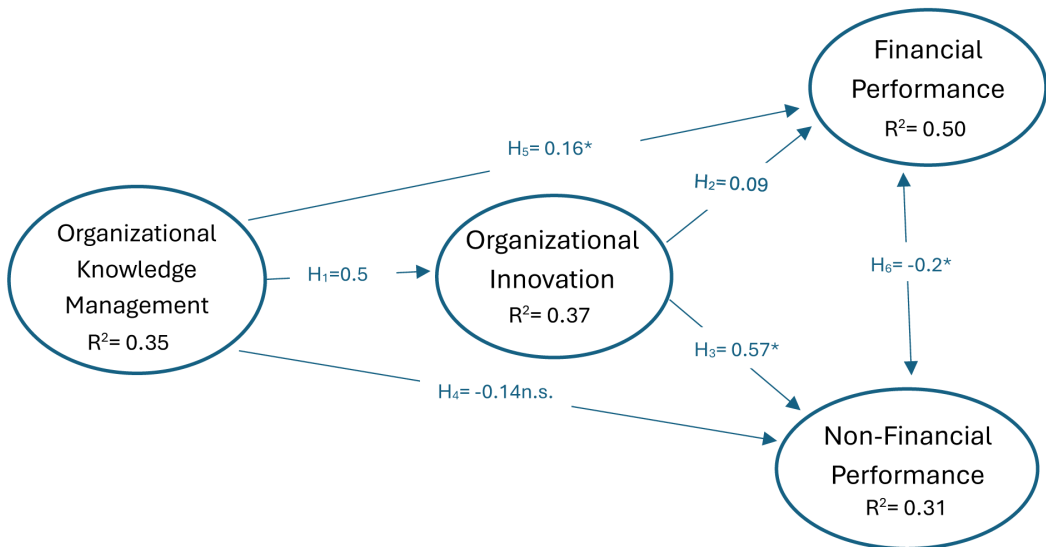 Financial
Performance
R²= 0.50
H₅= 0.16*
H₂= 0.09
Organizational
Knowledge
Management
R²= 0.35
H₁=0.5
Organizational
Innovation
R²= 0.37
H₆= -0.2*
H₃= 0.57*
H₄= -0.14n.s.
Non-Financial
Performance
R²= 0.31